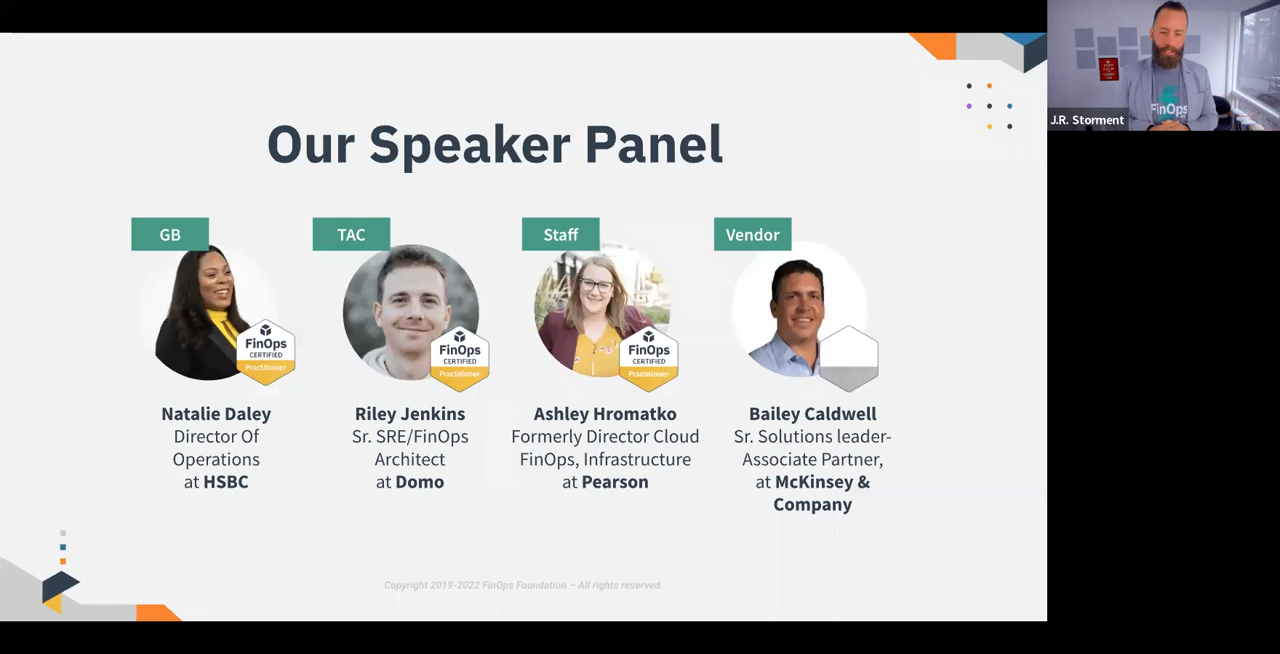 Our Speaker Panel
GB
TAC
Staff
Vendor
FinOps
CERTIFIED
Practitioner
FinOps
CERTIFIED
Practitioner
FinOps
CERTIFIED
Practitioner
Natalie Daley
Director Of
Operations
at HSBC
Riley Jenkins
Sr. SRE/FinOps
Architect
at Domo
Ashley Hromatko
Formerly Director Cloud
FinOps, Infrastructure
at Pearson
Bailey Caldwell
Sr. Solutions leader-
Associate Partner,
at McKinsey &
Company
Copyright 2019-2022 FinOps Foundation – All rights reserved.
FinOps
J.R. Storment